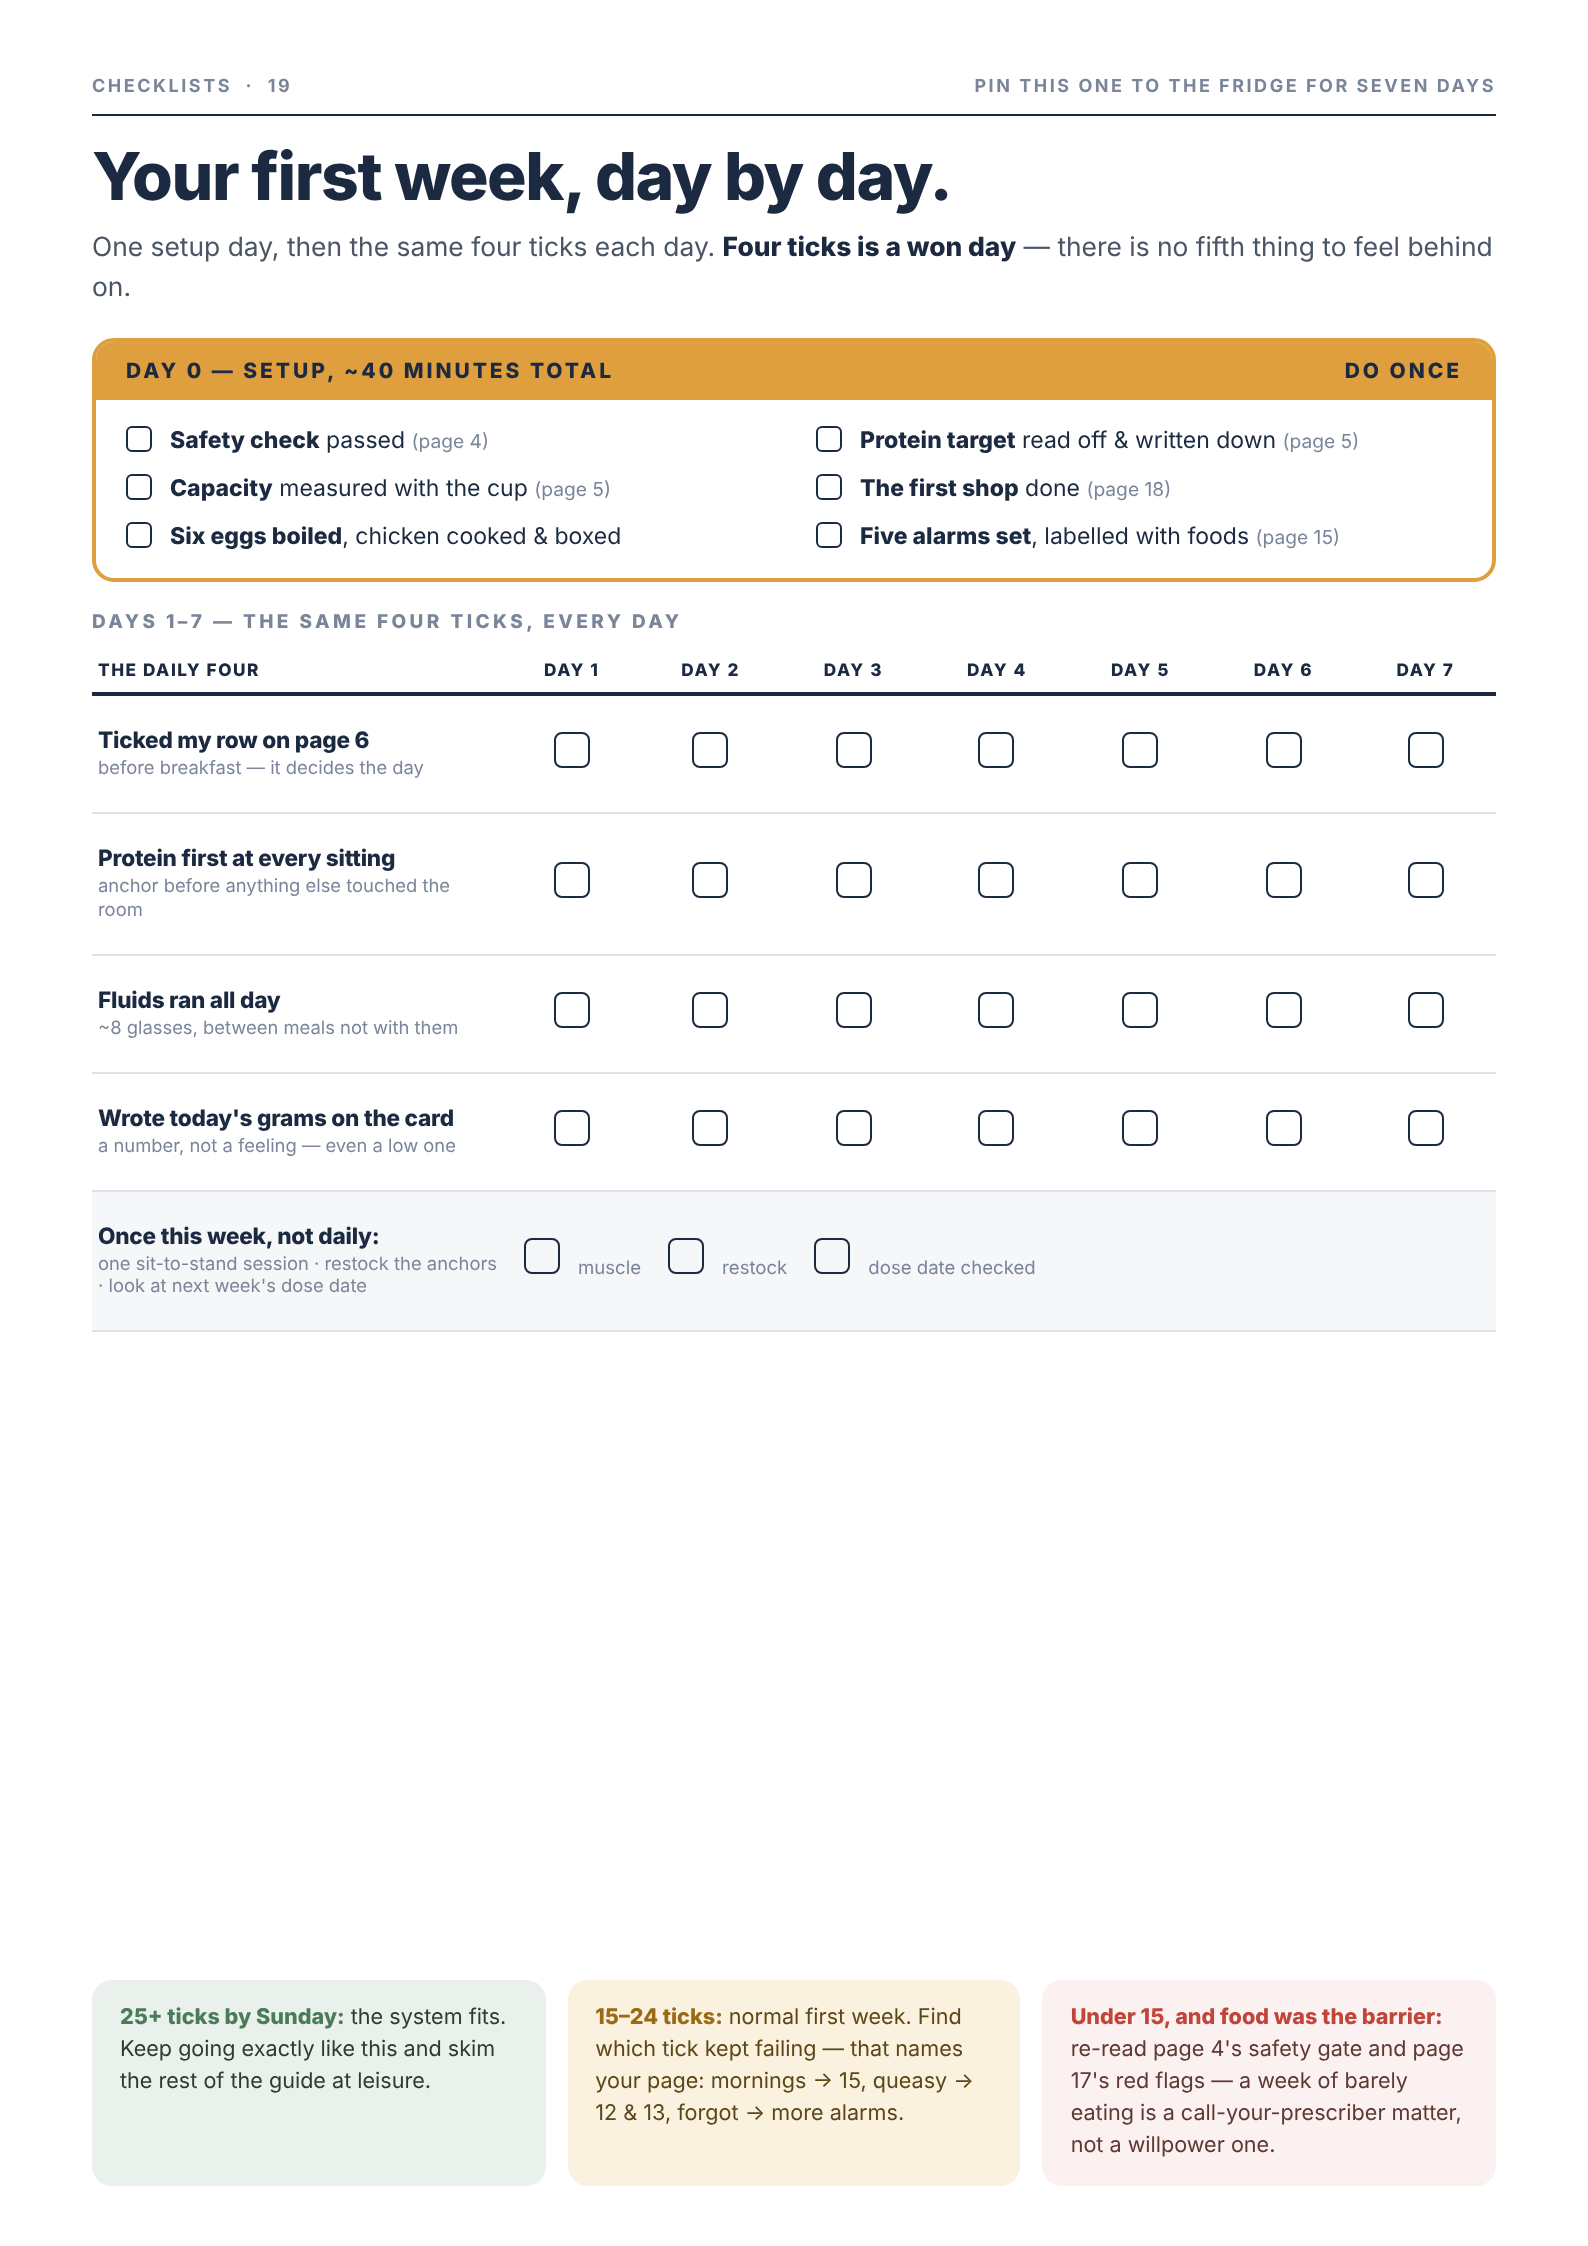 CHECKLISTS · 19
PIN THIS ONE TO THE FRIDGE FOR SEVEN DAYS
Your first week, day by day.
One setup day, then the same four ticks each day. Four ticks is a won day — there is no fifth thing to feel behind
on.
DAY 0 — SETUP, ~40 MINUTES TOTAL
DO ONCE
Safety check passed (page 4)
Protein target read off & written down (page 5)
Capacity measured with the cup (page 5)
The first shop done (page 18)
Six eggs boiled, chicken cooked & boxed
Five alarms set, labelled with foods (page 15)
DAYS 1–7 — THE SAME FOUR TICKS, EVERY DAY
THE DAILY FOUR DAY 1 DAY 2 DAY 3 DAY 4 DAY 5 DAY 6 DAY 7
Ticked my row on page 6
before breakfast — it decides the day
Protein first at every sitting
anchor before anything else touched the
room
Fluids ran all day
~8 glasses, between meals not with them
Wrote today's grams on the card
a number, not a feeling — even a low one
Once this week, not daily:
one sit-to-stand session · restock the anchors
· look at next week's dose date
muscle restock dose date checked
25+ ticks by Sunday: the system fits.
Keep going exactly like this and skim
the rest of the guide at leisure.
15–24 ticks: normal first week. Find
which tick kept failing — that names
your page: mornings → 15, queasy →
12 & 13, forgot → more alarms.
Under 15, and food was the barrier:
re-read page 4's safety gate and page
17's red flags — a week of barely
eating is a call-your-prescriber matter,
not a willpower one.